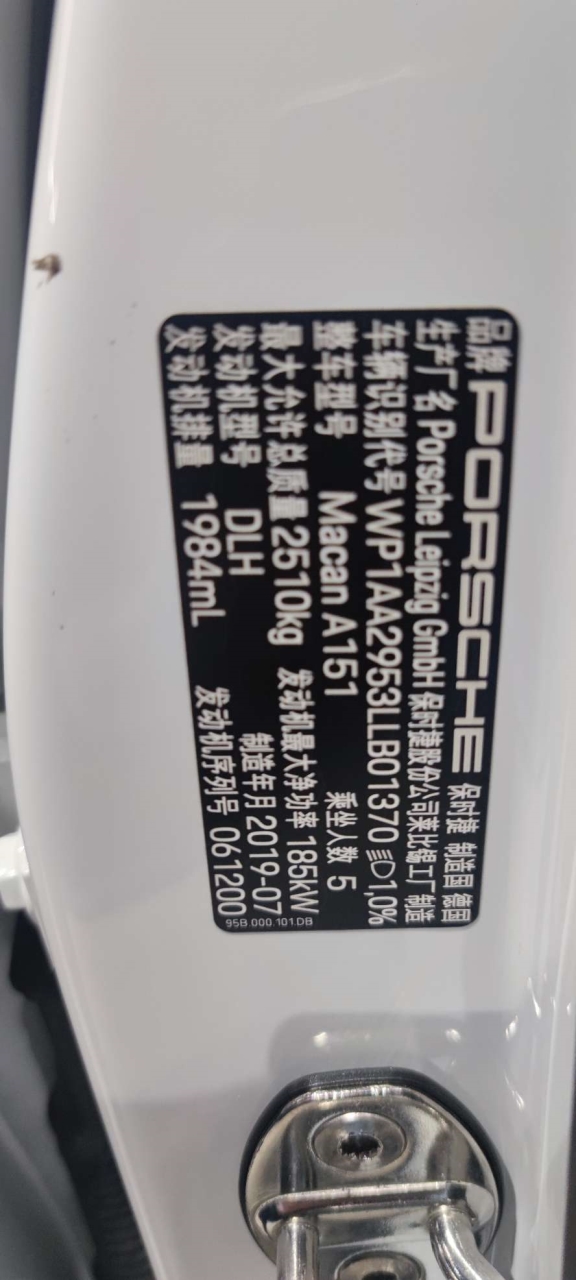 品牌 PORSCHE 保时捷 制造国 德国
生产厂名 Porsche Leipzig GmbH 保时捷股份公司莱比锡工厂 制造
车辆识别代号 WP1AA2953LLB01370 1,0%
整车型号 Macan A151 乘坐人数 5
最大允许总质量 2510kg 发动机最大净功率 185kW
发动机型号 DLH 制造年月 2019-07
发动机排量 1984mL 发动机序列号 061200
95B.000.101.DB